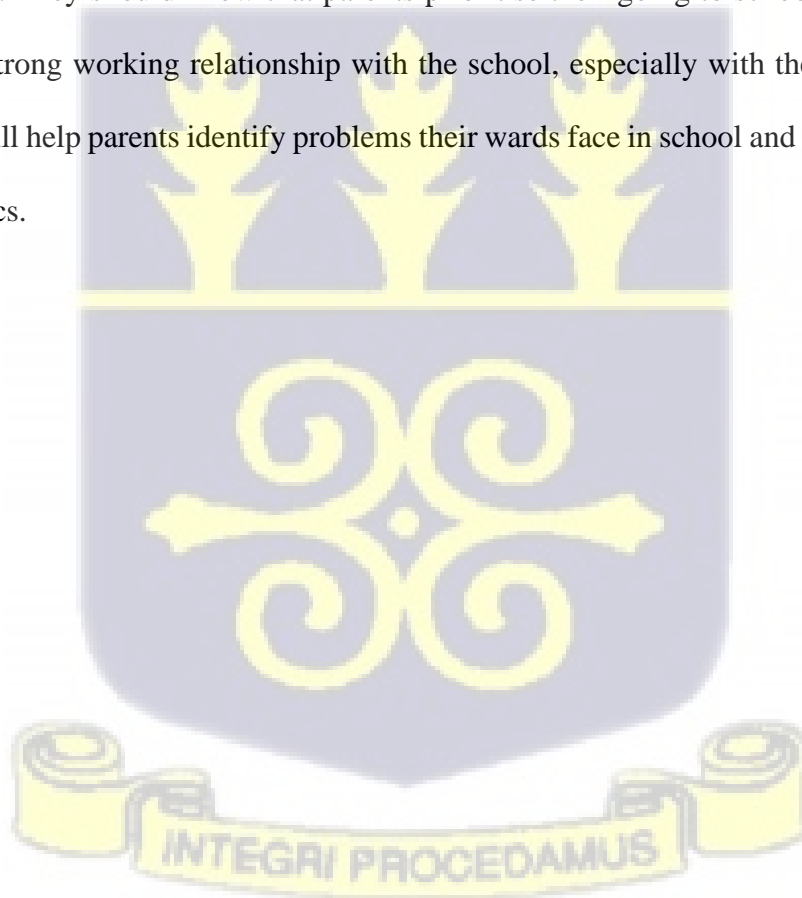 trong working relationship with the school, especially with the
ll help parents identify problems their wards face in school and
cs.
INTEGRI PROCEDAMUS